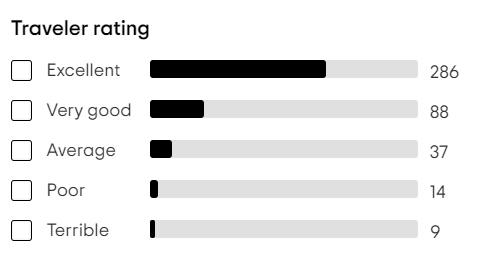 Traveler rating
Excellent 286
Very good 88
Average 37
Poor 14
Terrible 9